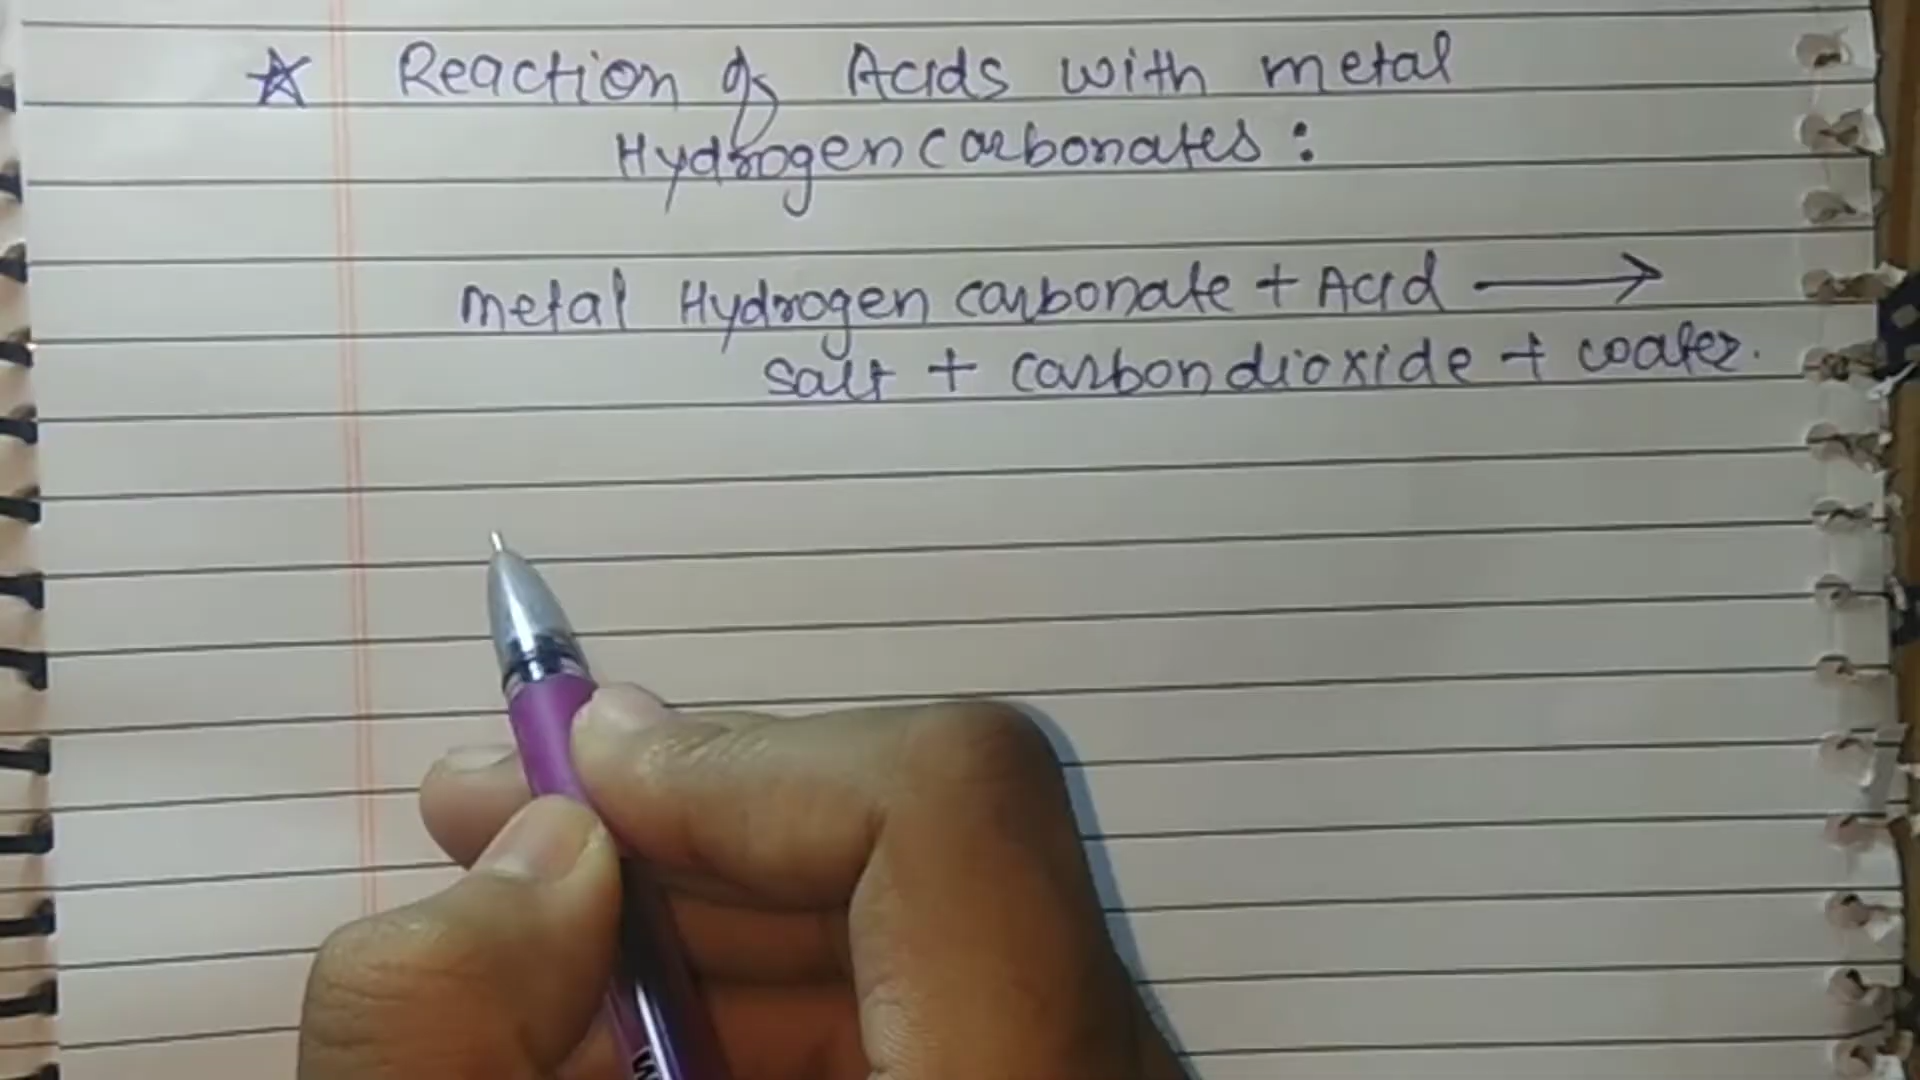 ☆ Reaction of Acids with metal
Hydrogen carbonates :
metal Hydrogen carbonate + Acid ⟶
salt + carbon dioxide + water.